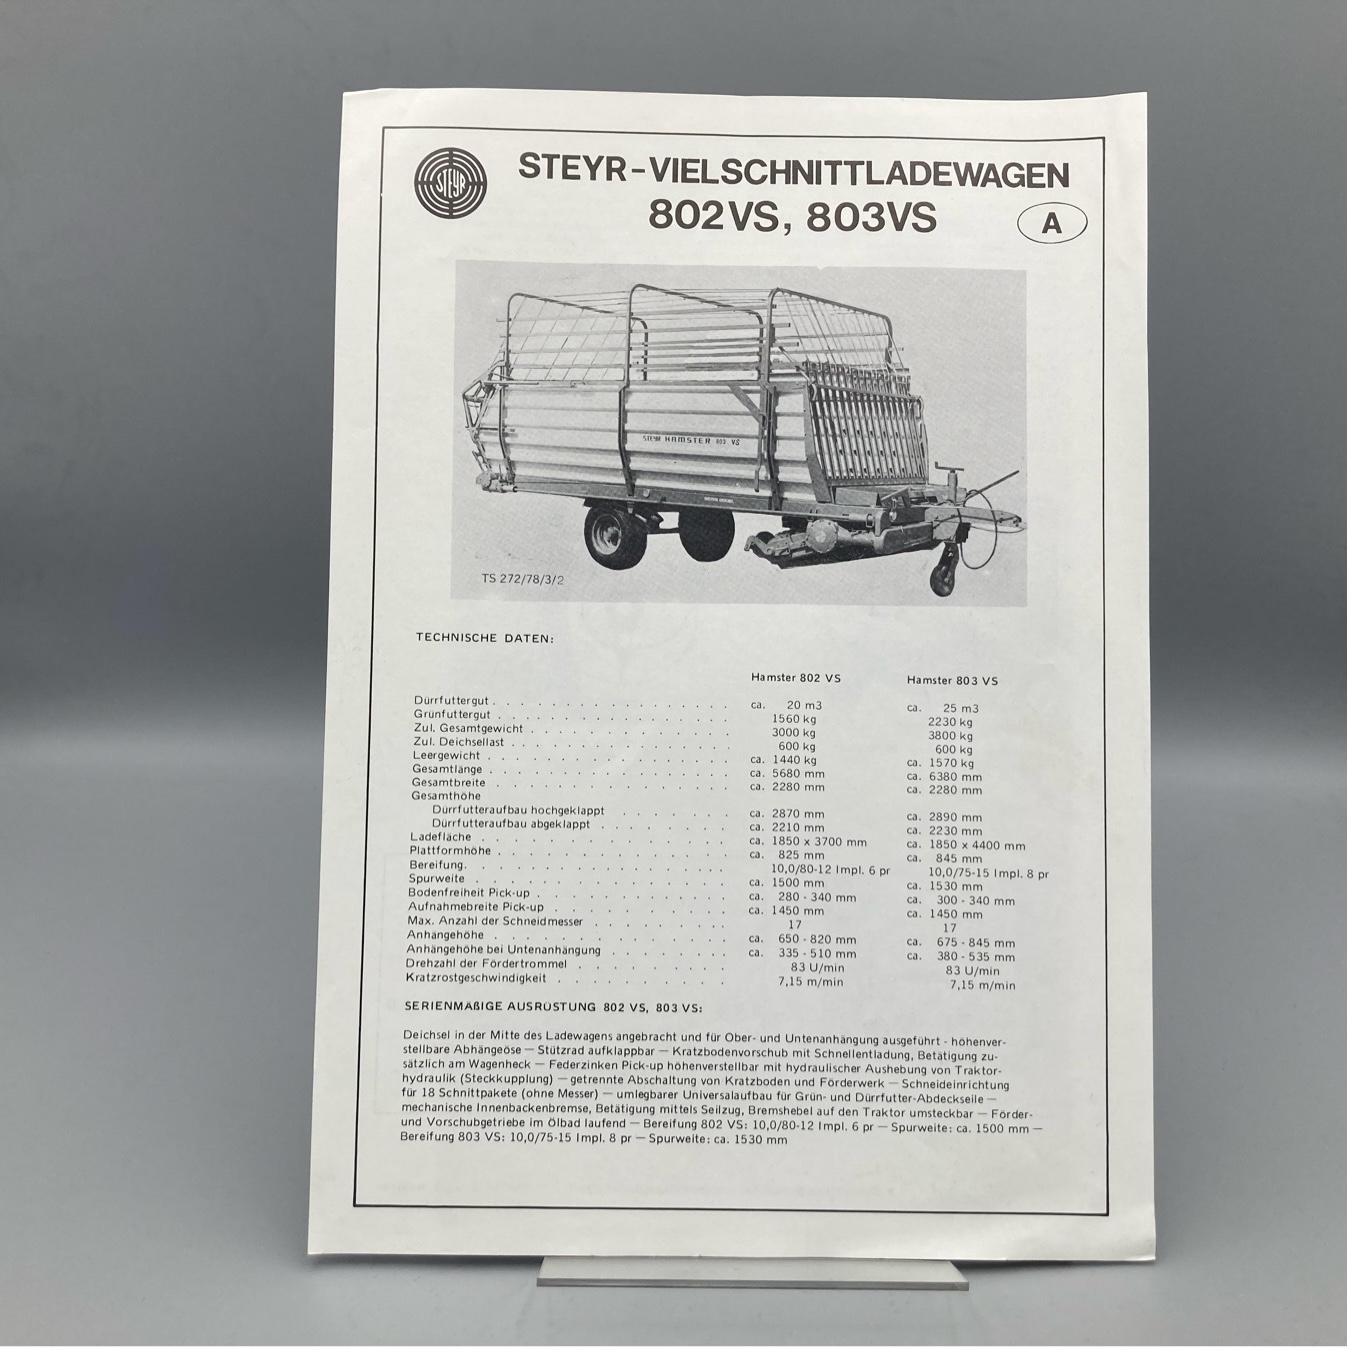 STEYR
STEYR-VIELSCHNITTLADEWAGEN
802VS, 803VS
A
STEYR HAMSTER 803 VS
TS 272/78/3/2
TECHNISCHE DATEN:
Hamster 802 VS Hamster 803 VS
Dürrfuttergut . . . . . . . . . . . . . . . . ca. 20 m3 ca. 25 m3
Grünfuttergut . . . . . . . . . . . . . . . . 1560 kg 2230 kg
Zul. Gesamtgewicht . . . . . . . . . . . . . . 3000 kg 3800 kg
Zul. Deichsellast . . . . . . . . . . . . . . . 600 kg 600 kg
Leergewicht . . . . . . . . . . . . . . . . . ca. 1440 kg ca. 1570 kg
Gesamtlänge . . . . . . . . . . . . . . . . . ca. 5680 mm ca. 6380 mm
Gesamtbreite . . . . . . . . . . . . . . . . ca. 2280 mm ca. 2280 mm
Gesamthöhe
Dürrfutteraufbau hochgeklappt . . . . . . . ca. 2870 mm ca. 2890 mm
Dürrfutteraufbau abgeklappt . . . . . . . . ca. 2210 mm ca. 2230 mm
Ladefläche . . . . . . . . . . . . . . . . . ca. 1850 x 3700 mm ca. 1850 x 4400 mm
Plattformhöhe . . . . . . . . . . . . . . . . ca. 825 mm ca. 845 mm
Bereifung. . . . . . . . . . . . . . . . . . 10,0/80-12 Impl. 6 pr 10,0/75-15 Impl. 8 pr
Spurweite . . . . . . . . . . . . . . . . . . ca. 1500 mm ca. 1530 mm
Bodenfreiheit Pick-up . . . . . . . . . . . . . ca. 280 - 340 mm ca. 300 - 340 mm
Aufnahmebreite Pick-up . . . . . . . . . . . . ca. 1450 mm ca. 1450 mm
Max. Anzahl der Schneidmesser . . . . . . . . . 17 17
Anhängehöhe . . . . . . . . . . . . . . . . . ca. 650 - 820 mm ca. 675 - 845 mm
Anhängehöhe bei Untenanhängung . . . . . . . . ca. 335 - 510 mm ca. 380 - 535 mm
Drehzahl der Fördertrommel . . . . . . . . . . 83 U/min 83 U/min
Kratzrostgeschwindigkeit . . . . . . . . . . . 7,15 m/min 7,15 m/min
SERIENMÄßIGE AUSRÜSTUNG 802 VS, 803 VS:
Deichsel in der Mitte des Ladewagens angebracht und für Ober- und Untenanhängung ausgeführt - höhenver-
stellbare Abhängeöse — Stützrad aufklappbar — Kratzbodenvorschub mit Schnellentladung, Betätigung zu-
sätzlich am Wagenheck — Federzinken Pick-up höhenverstellbar mit hydraulischer Aushebung von Traktor-
hydraulik (Steckkupplung) — getrennte Abschaltung von Kratzboden und Förderwerk — Schneideinrichtung
für 18 Schnittpakete (ohne Messer) — umlegbarer Universalaufbau für Grün- und Dürrfutter-Abdeckseile —
mechanische Innenbackenbremse, Betätigung mittels Seilzug, Bremshebel auf den Traktor umsteckbar — Förder-
und Vorschubgetriebe im Ölbad laufend — Bereifung 802 VS: 10,0/80-12 Impl. 6 pr — Spurweite: ca. 1500 mm —
Bereifung 803 VS: 10,0/75-15 Impl. 8 pr — Spurweite: ca. 1530 mm